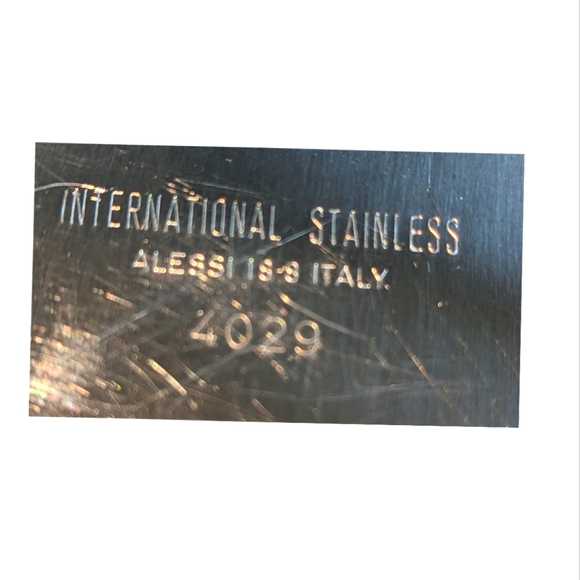 INTERNATIONAL STAINLESS
ALESSI 18-8 ITALY.
4029